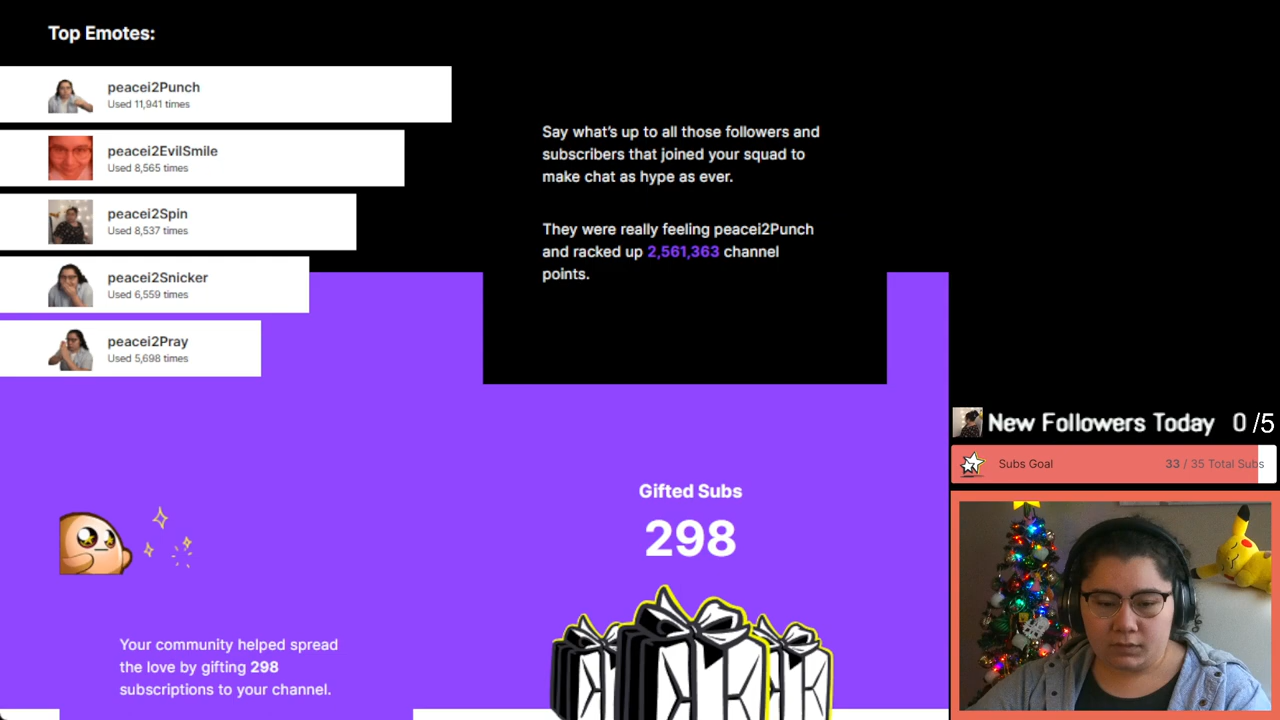 Top Emotes:
peacei2Punch
Used 11,941 times
peacei2EvilSmile
Used 8,565 times
peacei2Spin
Used 8,537 times
peacei2Snicker
Used 6,559 times
peacei2Pray
Used 5,698 times
Say what's up to all those followers and
subscribers that joined your squad to
make chat as hype as ever.
They were really feeling peacei2Punch
and racked up 2,561,363 channel
points.
New Followers Today 0 /5
Subs Goal 33 / 35 Total Subs
Gifted Subs
298
Your community helped spread
the love by gifting 298
subscriptions to your channel.